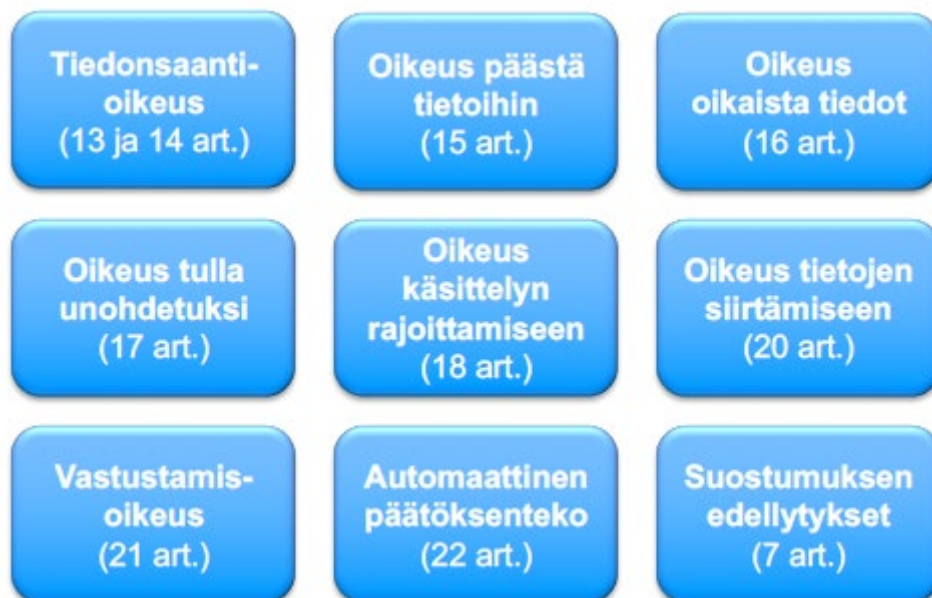 Tiedonsaanti-
oikeus
(13 ja 14 art.)
Oikeus päästä
tietoihin
(15 art.)
Oikeus
oikaista tiedot
(16 art.)
Oikeus tulla
unohdetuksi
(17 art.)
Oikeus
käsittelyn
rajoittamiseen
(18 art.)
Oikeus tietojen
siirtämiseen
(20 art.)
Vastustamis-
oikeus
(21 art.)
Automaattinen
päätöksenteko
(22 art.)
Suostumuksen
edellytykset
(7 art.)